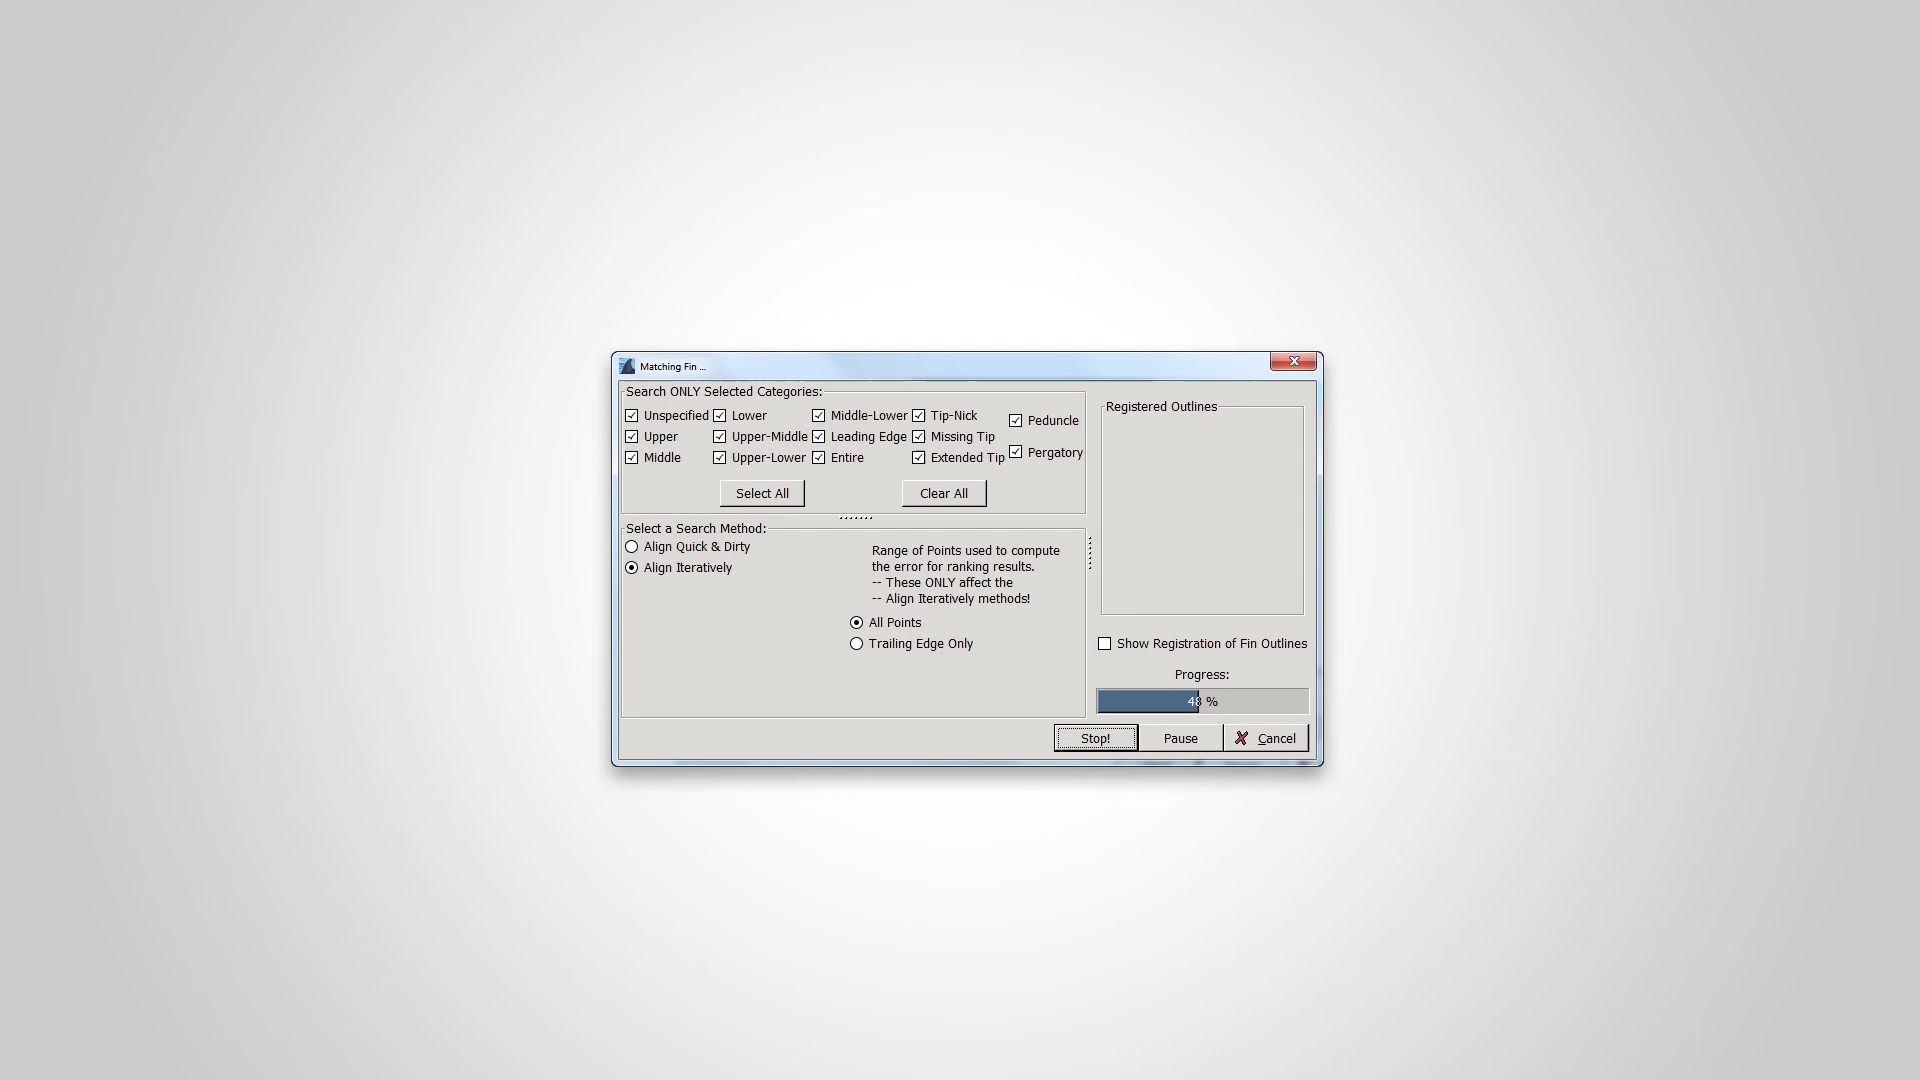 Matching Fin ...
Search ONLY Selected Categories:
Unspecified Lower Middle-Lower Tip-Nick Peduncle
Upper Upper-Middle Leading Edge Missing Tip
Middle Upper-Lower Entire Extended Tip Pergatory
Select All Clear All
Select a Search Method:
Align Quick & Dirty
Align Iteratively
Range of Points used to compute
the error for ranking results.
-- These ONLY affect the
-- Align Iteratively methods!
All Points
Trailing Edge Only
Registered Outlines
Show Registration of Fin Outlines
Progress:
48 %
Stop! Pause Cancel